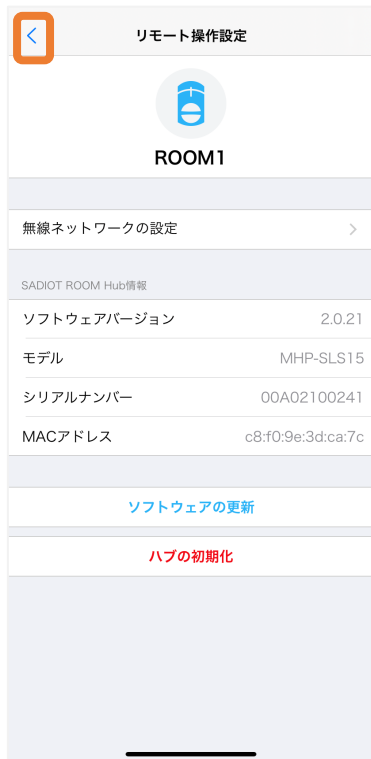 リモート操作設定
ROOM1
無線ネットワークの設定
SADIOT ROOM Hub情報
ソフトウェアバージョン 2.0.21
モデル MHP-SLS15
シリアルナンバー 00A02100241
MACアドレス c8:f0:9e:3d:ca:7c
ソフトウェアの更新
ハブの初期化